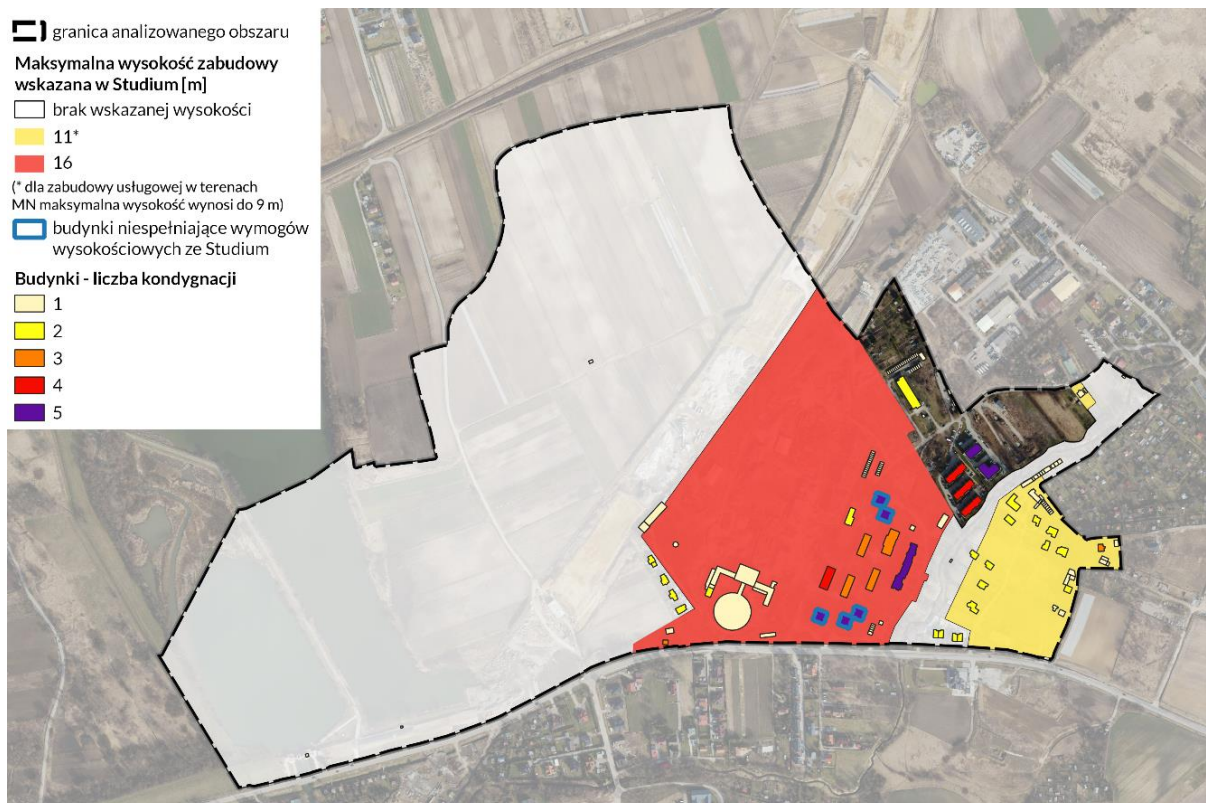 granica analizowanego obszaru
Maksymalna wysokość zabudowy
wskazana w Studium [m]
brak wskazanej wysokości
11*
16
(* dla zabudowy usługowej w terenach
MN maksymalna wysokość wynosi do 9 m)
budynki niespełniające wymogów
wysokościowych ze Studium
Budynki - liczba kondygnacji
1
2
3
4
5